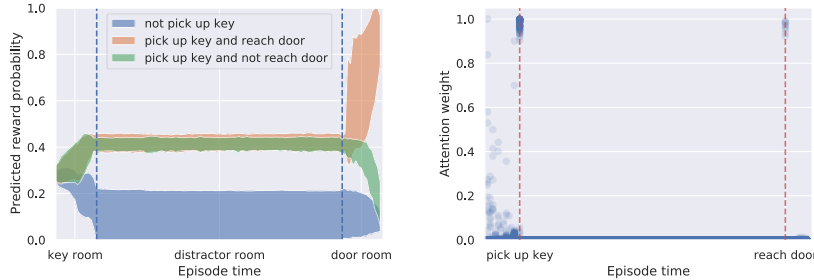 1.0
0.8
0.6
0.4
0.2
0.0
Predicted reward probability
not pick up key
pick up key and reach door
pick up key and not reach door
key room
distractor room
door room
Episode time
1.0
0.8
0.6
0.4
0.2
0.0
Attention weight
pick up key
reach door
Episode time